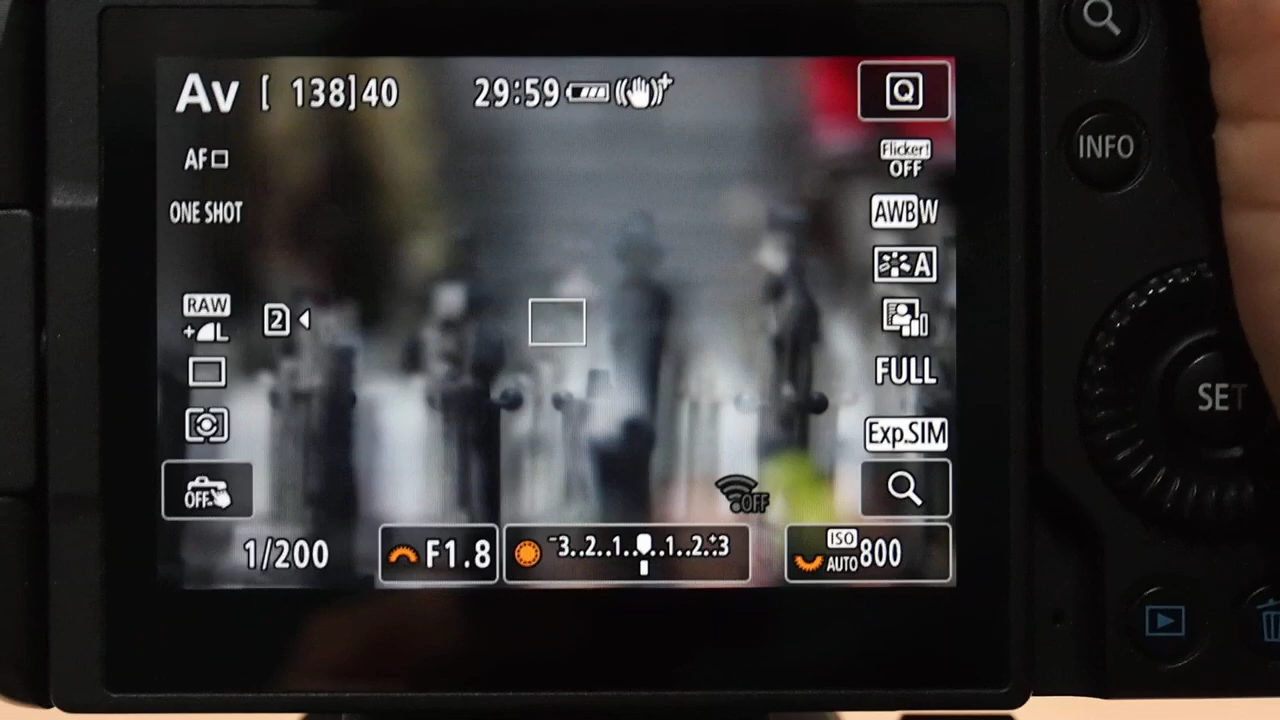 Av [ 138]40 29:59
Q
INFO
AF
Flicker!
OFF
ONE SHOT
AWBW
A
RAW
+L
2
FULL
Exp.SIM
SET
OFF
OFF
1/200 F1.8 -3..2..1..0..1..2..+3 ISO AUTO 800